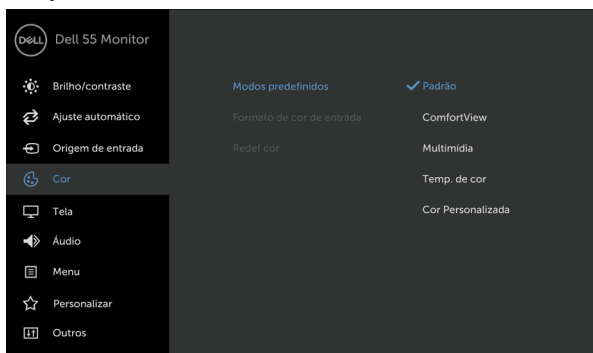 DELL Dell 55 Monitor
Brilho/contraste Modos predefinidos Padrão
Ajuste automático Formato de cor de entrada ComfortView
Origem de entrada Redef cor Multimídia
Cor Temp. de cor
Tela Cor Personalizada
Áudio
Menu
Personalizar
Outros